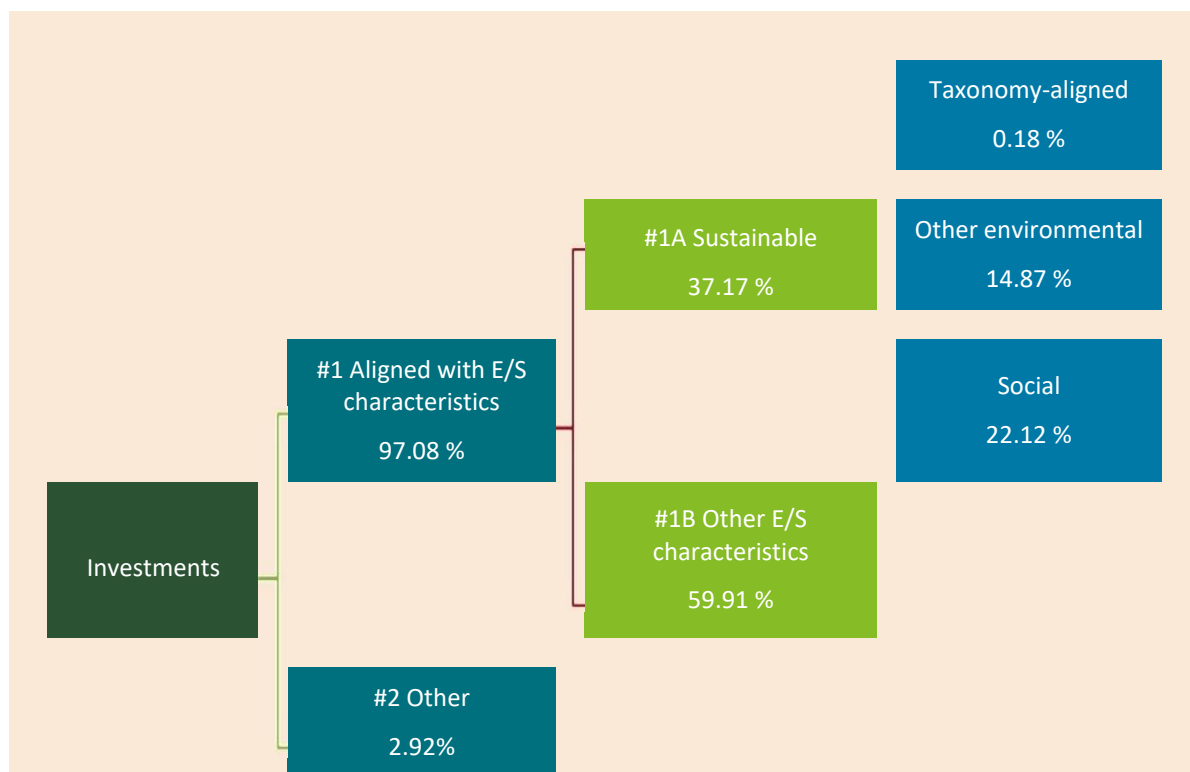 Investments
#1 Aligned with E/S
characteristics
97.08 %
#2 Other
2.92%
#1A Sustainable
37.17 %
#1B Other E/S
characteristics
59.91 %
Taxonomy-aligned
0.18 %
Other environmental
14.87 %
Social
22.12 %